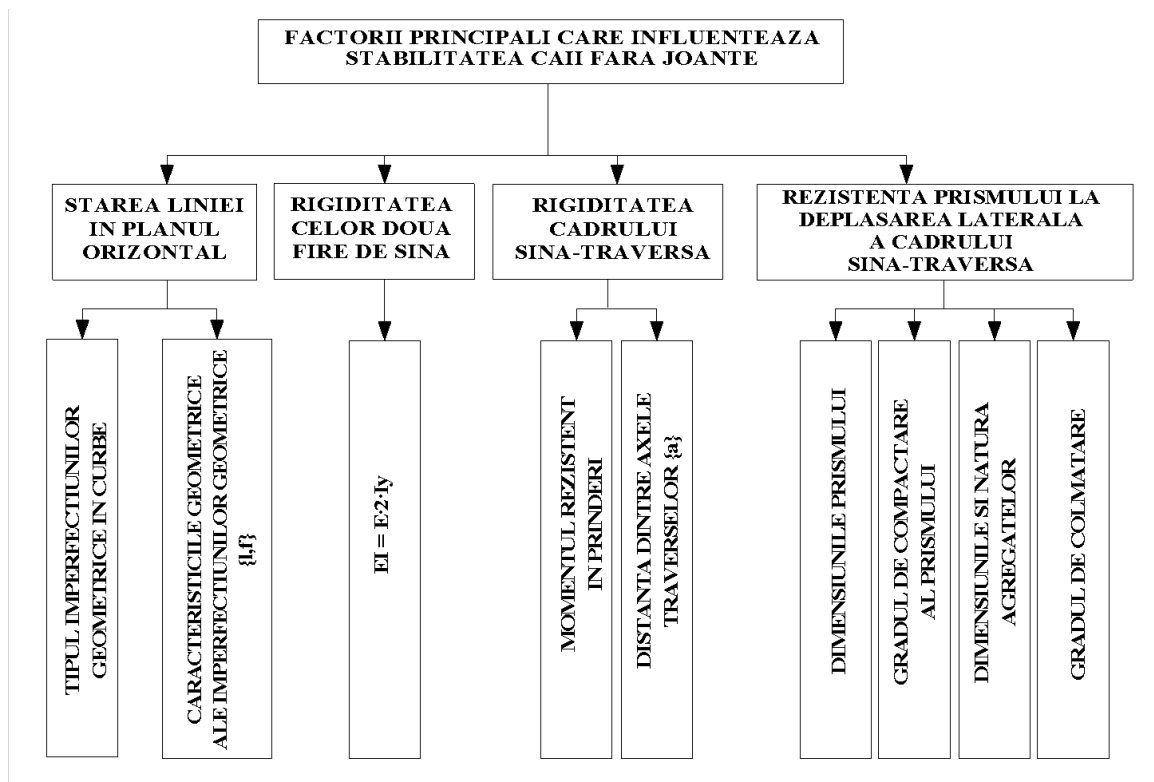 FACTORII PRINCIPALI CARE INFLUENTEAZA
STABILITATEA CAII FARA JOANTE
STAREA LINIEI
IN PLANUL
ORIZONTAL
RIGIDITATEA
CELOR DOUA
FIRE DE SINA
RIGIDITATEA
CADRULUI
SINA-TRAVERSA
REZISTENTA PRISMULUI LA
DEPLASAREA LATERALA
A CADRULUI
SINA-TRAVERSA
TIPUL IMPERFECTIUNILOR
GEOMETRICE IN CURBE
CARACTERISTICILE GEOMETRICE
ALE IMPERFECTIUNILOR GEOMETRICE
{l,f}
EI = E·2·Iy
MOMENTUL REZISTENT
IN PRINDERI
DISTANTA DINTRE AXELE
TRAVERSELOR {a}
DIMENSIUNILE PRISMULUI
GRADUL DE COMPACTARE
AL PRISMULUI
DIMENSIUNILE SI NATURA
AGREGATELOR
GRADUL DE COLMATARE